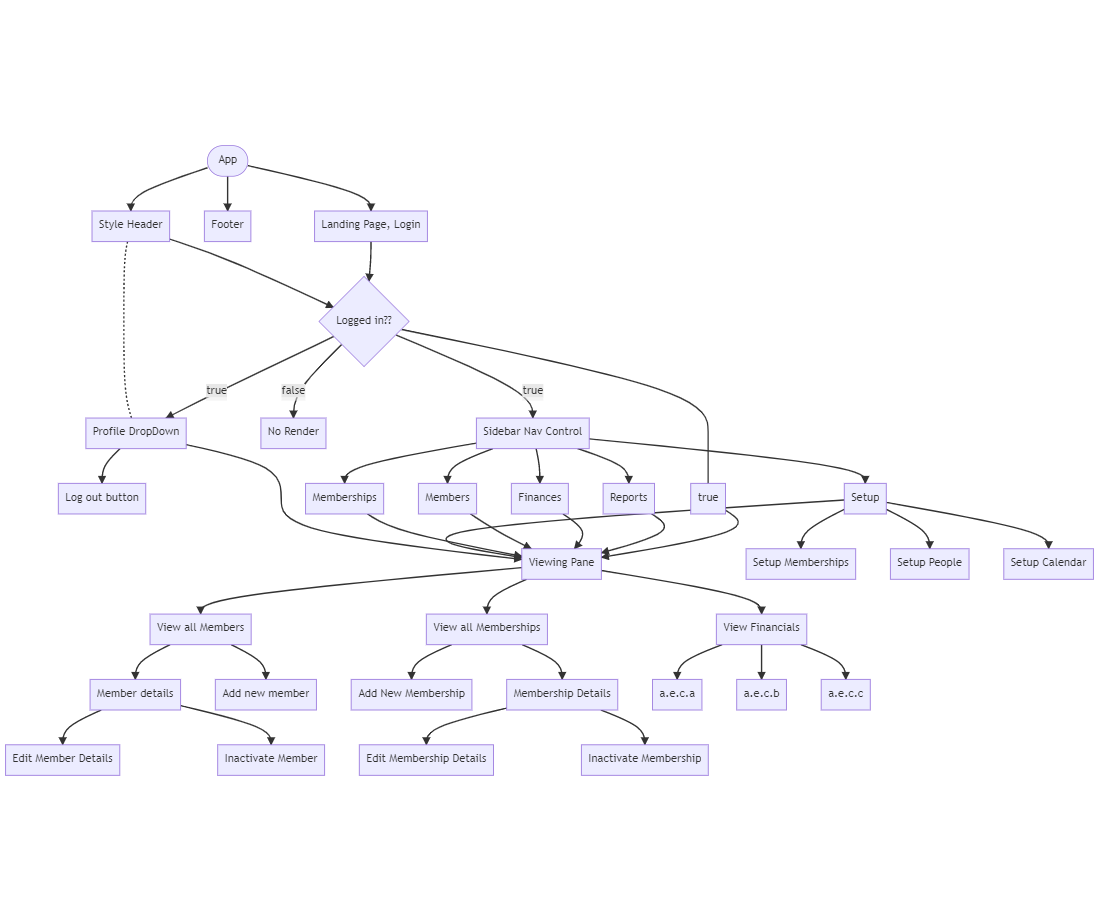 App
Style Header
Footer
Landing Page, Login
Logged in??
true
false
true
Profile DropDown
No Render
Sidebar Nav Control
Log out button
Memberships
Members
Finances
Reports
true
Setup
Viewing Pane
Setup Memberships
Setup People
Setup Calendar
View all Members
View all Memberships
View Financials
Member details
Add new member
Add New Membership
Membership Details
a.e.c.a
a.e.c.b
a.e.c.c
Edit Member Details
Inactivate Member
Edit Membership Details
Inactivate Membership